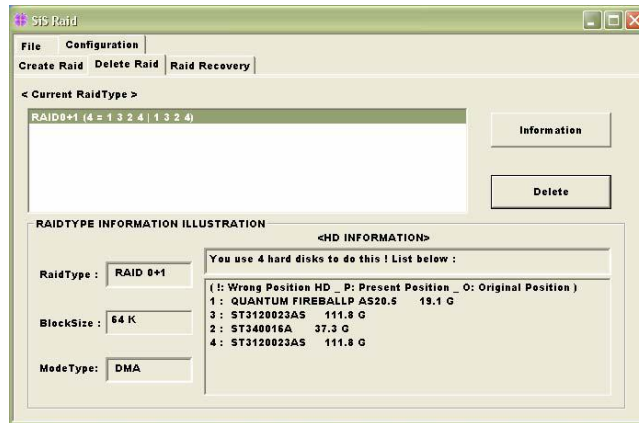 SiS Raid
File Configuration
Create Raid Delete Raid Raid Recovery
< Current RaidType >
RAID0+1 (4 = 1 3 2 4 | 1 3 2 4)
Information
Delete
RAIDTYPE INFORMATION ILLUSTRATION
<HD INFORMATION>
You use 4 hard disks to do this ! List below :
RaidType : RAID 0+1
( !: Wrong Position HD _ P: Present Position _ O: Original Position )
1 : QUANTUM FIREBALLP AS20.5 19.1 G
3 : ST3120023AS 111.8 G
2 : ST340016A 37.3 G
4 : ST3120023AS 111.8 G
BlockSize : 64 K
ModeType: DMA